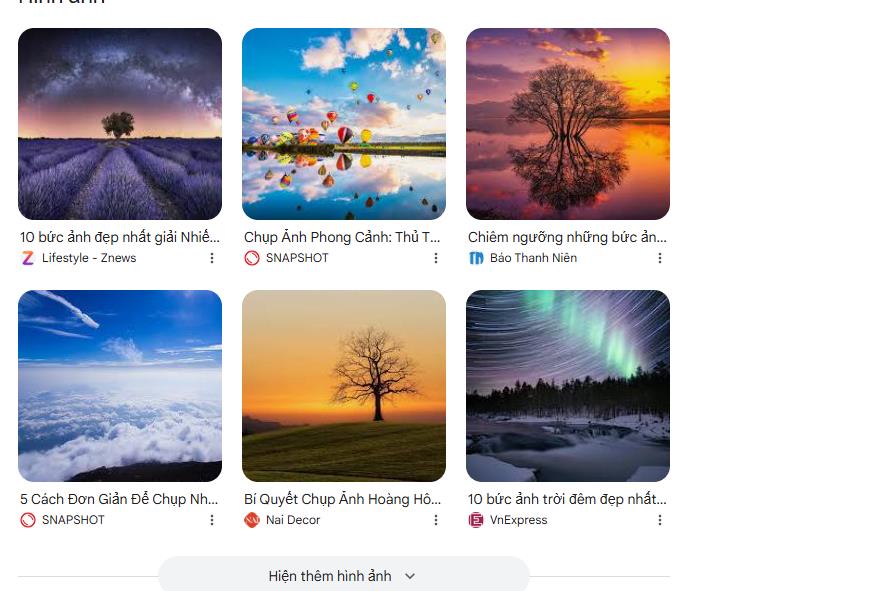 Hình ảnh
10 bức ảnh đẹp nhất giải Nhiế...
Lifestyle - Znews
Chụp Ảnh Phong Cảnh: Thủ T...
SNAPSHOT
Chiêm ngưỡng những bức ản...
Báo Thanh Niên
5 Cách Đơn Giản Để Chụp Nh...
SNAPSHOT
Bí Quyết Chụp Ảnh Hoàng Hô...
Nai Decor
10 bức ảnh trời đêm đẹp nhất...
VnExpress
Hiện thêm hình ảnh